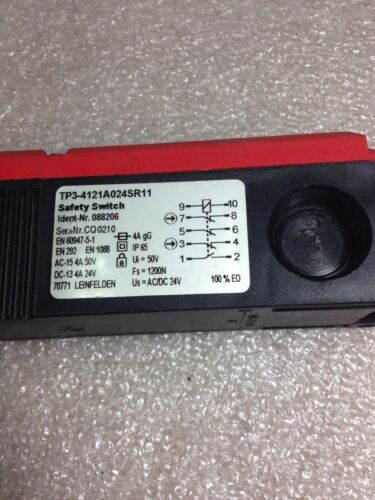 TP3-4121A024SR11
Safety Switch
Ident-Nr. 088206
Ser.-Nr. CQ0210
EN 60947-5-1 4A gG
EN 292 EN 1088 IP 65
AC-15 4A 50V Ui = 50V
DC-13 4A 24V Fs = 1200N
70771 LEINFELDEN Us = AC/DC 24V 100 % ED
9 10
7 8
5 6
3 4
1 2